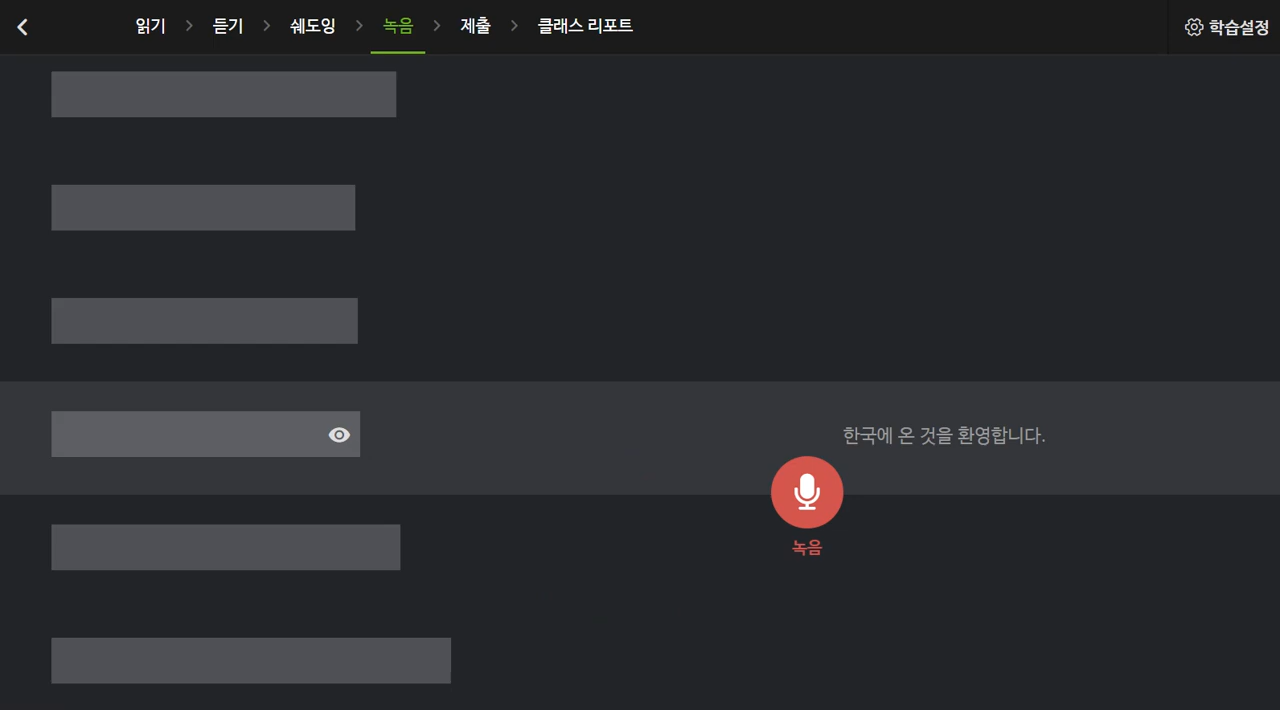 읽기 > 듣기 > 쉐도잉 > 녹음 > 제출 > 클래스 리포트
학습설정
한국에 온 것을 환영합니다.
녹음